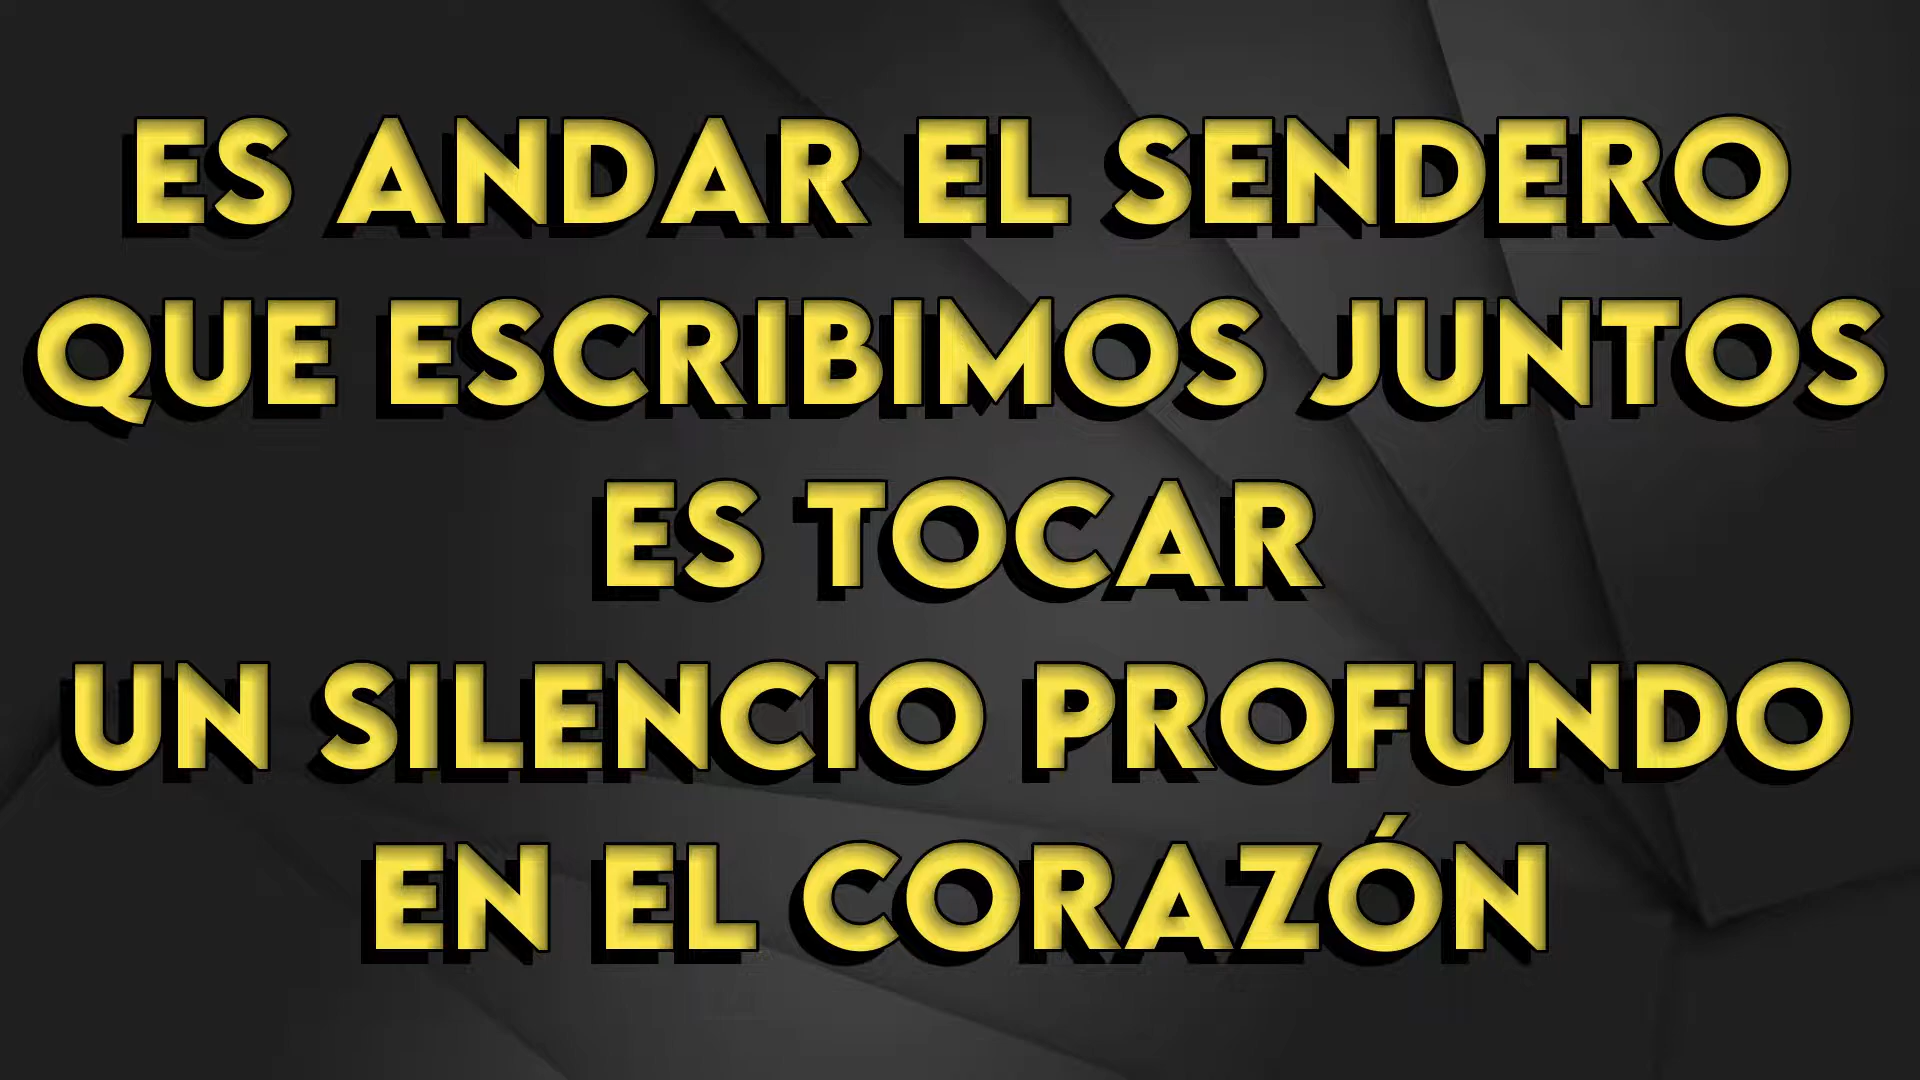 ES ANDAR EL SENDERO
QUE ESCRIBIMOS JUNTOS
ES TOCAR
UN SILENCIO PROFUNDO
EN EL CORAZÓN